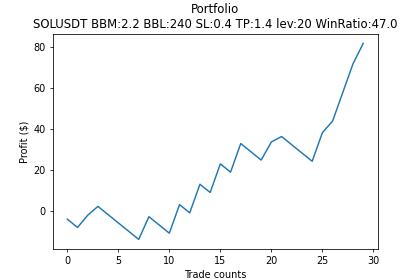 Portfolio
SOLUSDT BBM:2.2 BBL:240 SL:0.4 TP:1.4 lev:20 WinRatio:47.0
80
60
40
20
0
Profit ($)
0 5 10 15 20 25 30
Trade counts